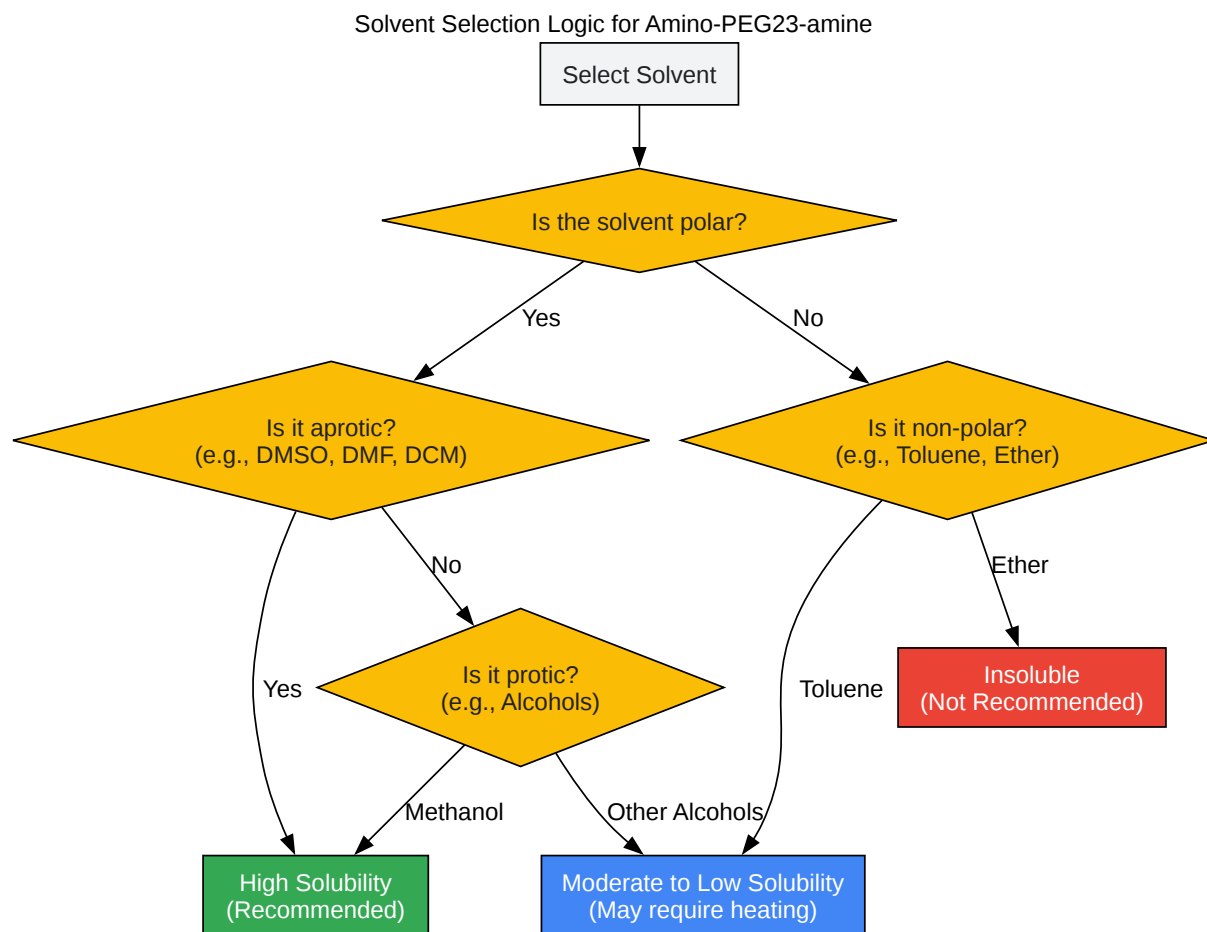 Solvent Selection Logic for Amino-PEG23-amine
Select Solvent
Is the solvent polar?
Yes
No
Is it aprotic?
(e.g., DMSO, DMF, DCM)
Is it non-polar?
(e.g., Toluene, Ether)
No
Ether
Yes
Is it protic?
(e.g., Alcohols)
Toluene
Insoluble
(Not Recommended)
Methanol
Other Alcohols
High Solubility
(Recommended)
Moderate to Low Solubility
(May require heating)